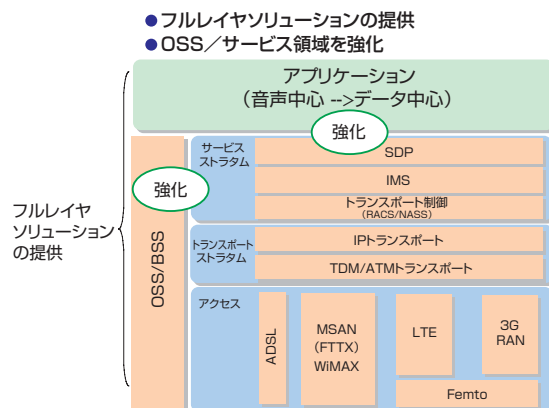 ●フルレイヤソリューションの提供
●OSS／サービス領域を強化
アプリケーション
（音声中心 -->データ中心）
強化
サービス
ストラタム
SDP
強化
IMS
トランスポート制御
(RACS/NASS)
フルレイヤ
ソリューション
の提供
OSS/BSS
トランスポート
ストラタム
IPトランスポート
TDM/ATMトランスポート
アクセス
ADSL
MSAN
（FTTX）
WiMAX
LTE
3G
RAN
Femto